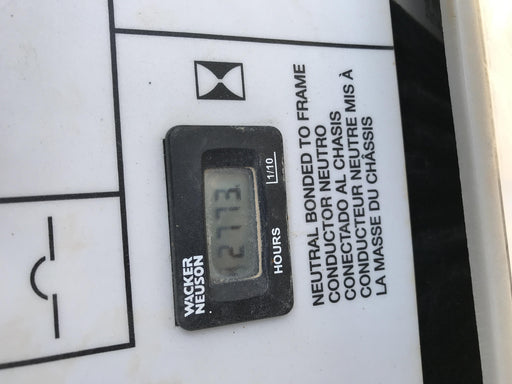 WACKER
NEUSON
2773
1/10
HOURS
NEUTRAL BONDED TO FRAME
CONDUCTOR NEUTRO
CONECTADO AL CHASIS
CONDUCTEUR NEUTRE MIS À
LA MASSE DU CHÂSSIS